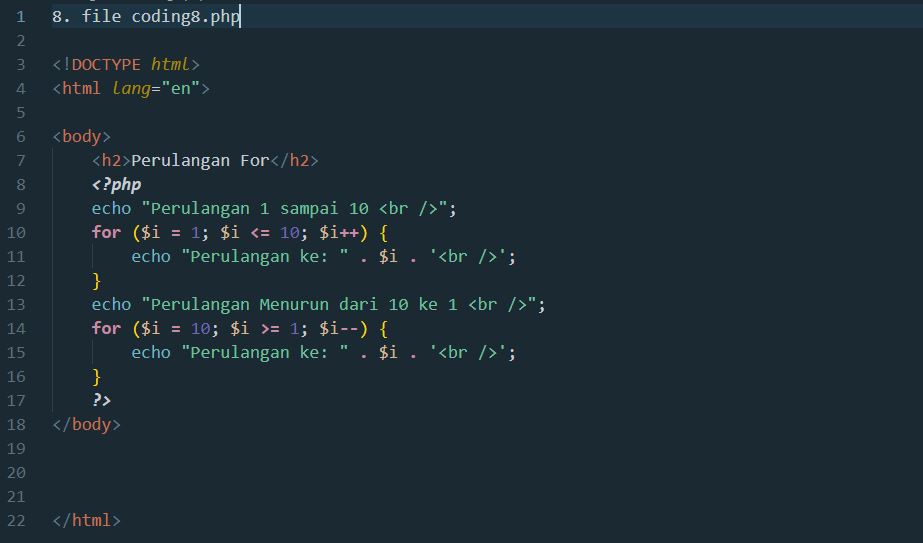 1 8. file coding8.php
2
3 <!DOCTYPE html>
4 <html lang="en">
5
6 <body>
7     <h2>Perulangan For</h2>
8     <?php
9     echo "Perulangan 1 sampai 10 <br />";
10     for ($i = 1; $i <= 10; $i++) {
11         echo "Perulangan ke: " . $i . '<br />';
12     }
13     echo "Perulangan Menurun dari 10 ke 1 <br />";
14     for ($i = 10; $i >= 1; $i--) {
15         echo "Perulangan ke: " . $i . '<br />';
16     }
17     ?>
18 </body>
19
20
21
22 </html>